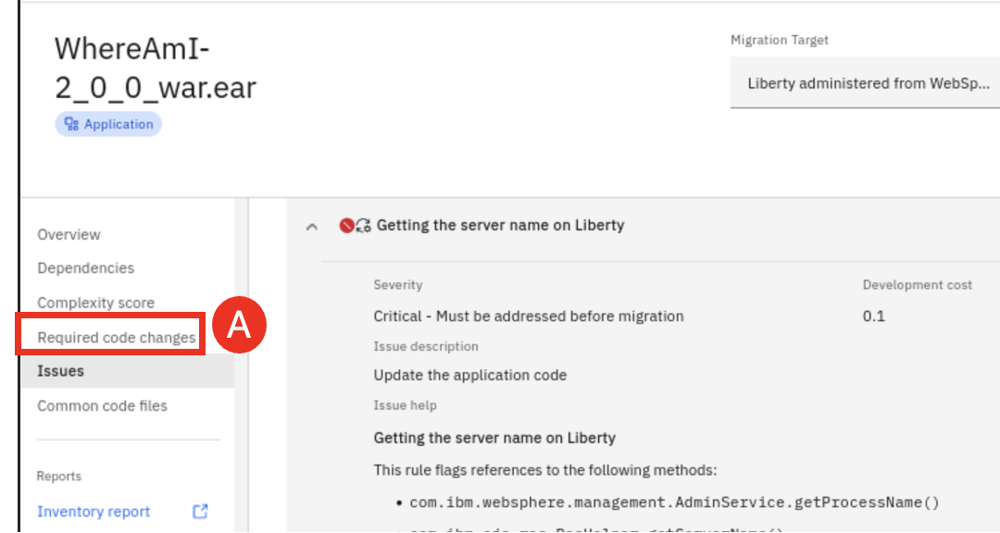 WhereAmI-
2_0_0_war.ear
Application
Migration Target
Liberty administered from WebSp...
Overview
Dependencies
Complexity score
Required code changes
A
Issues
Common code files
Reports
Inventory report
Getting the server name on Liberty
Severity
Development cost
Critical - Must be addressed before migration
0.1
Issue description
Update the application code
Issue help
Getting the server name on Liberty
This rule flags references to the following methods:
• com.ibm.websphere.management.AdminService.getProcessName()